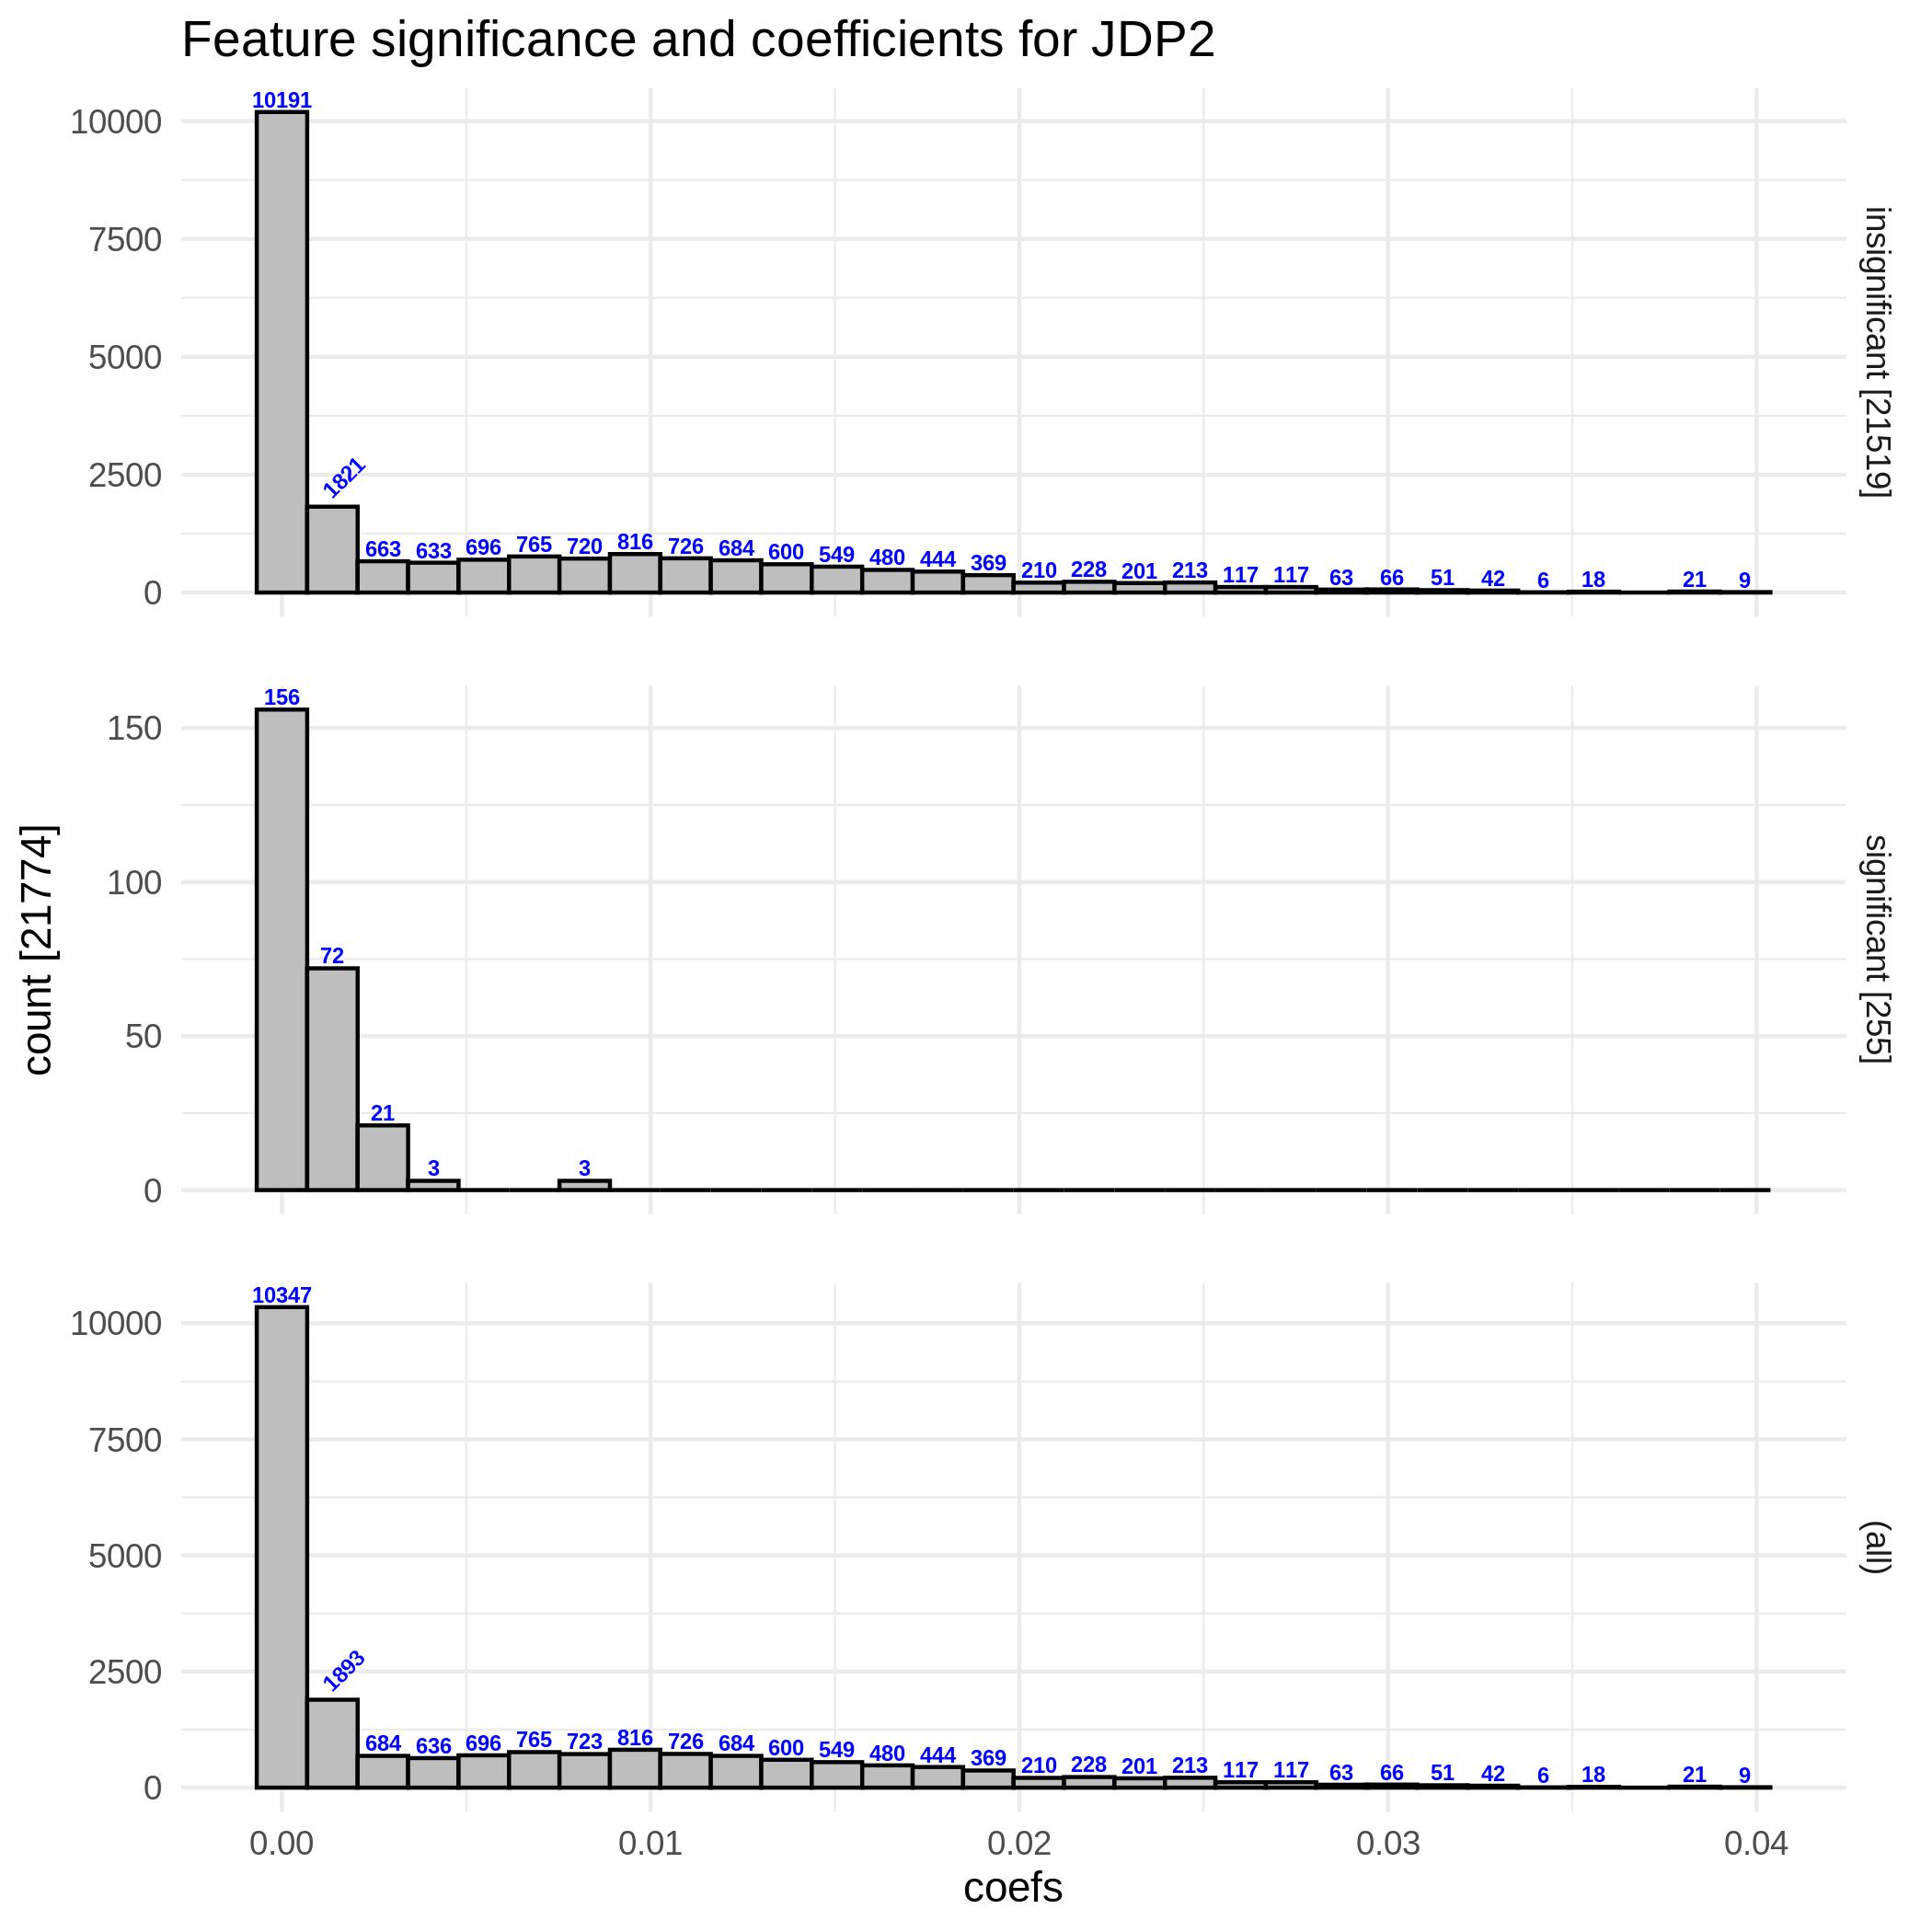 Feature significance and coefficients for JDP2
10191
10000
7500
5000
2500
0
1821
663 633 696 765 720 816 726 684 600 549 480 444 369 210 228 201 213 117 117 63 66 51 42 6 18 21 9
insignificant [21519]
count [21774]
156
150
100
50
0
72
21
3
3
significant [255]
10347
10000
7500
5000
2500
0
1893
684 636 696 765 723 816 726 684 600 549 480 444 369 210 228 201 213 117 117 63 66 51 42 6 18 21 9
(all)
0.00 0.01 0.02 0.03 0.04
coefs